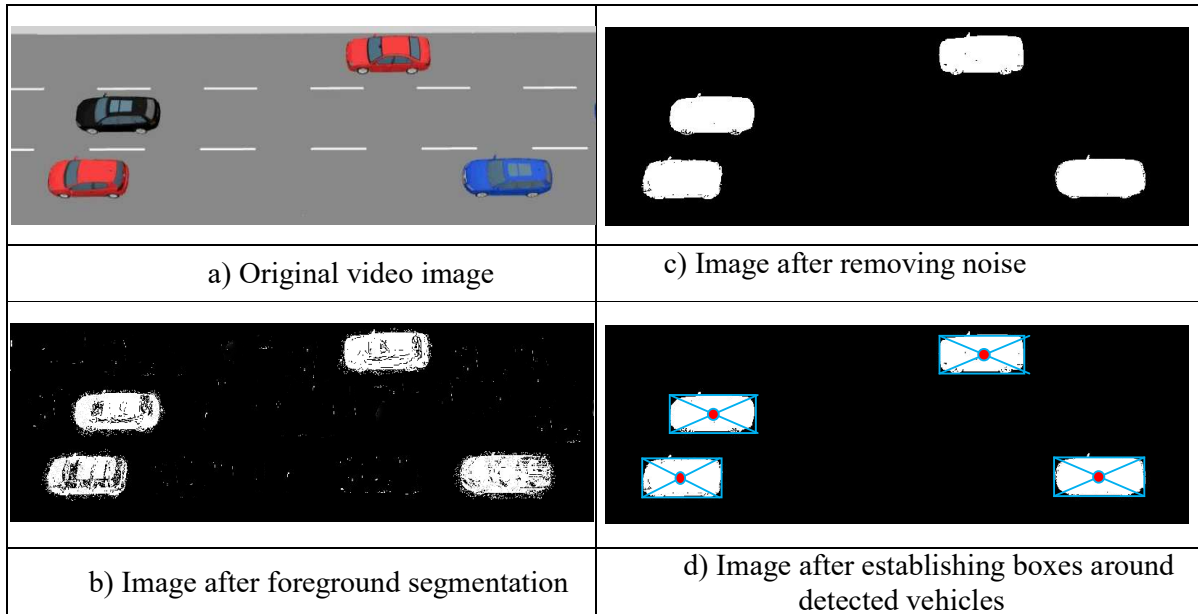 a) Original video image
c) Image after removing noise
b) Image after foreground segmentation
d) Image after establishing boxes around
detected vehicles